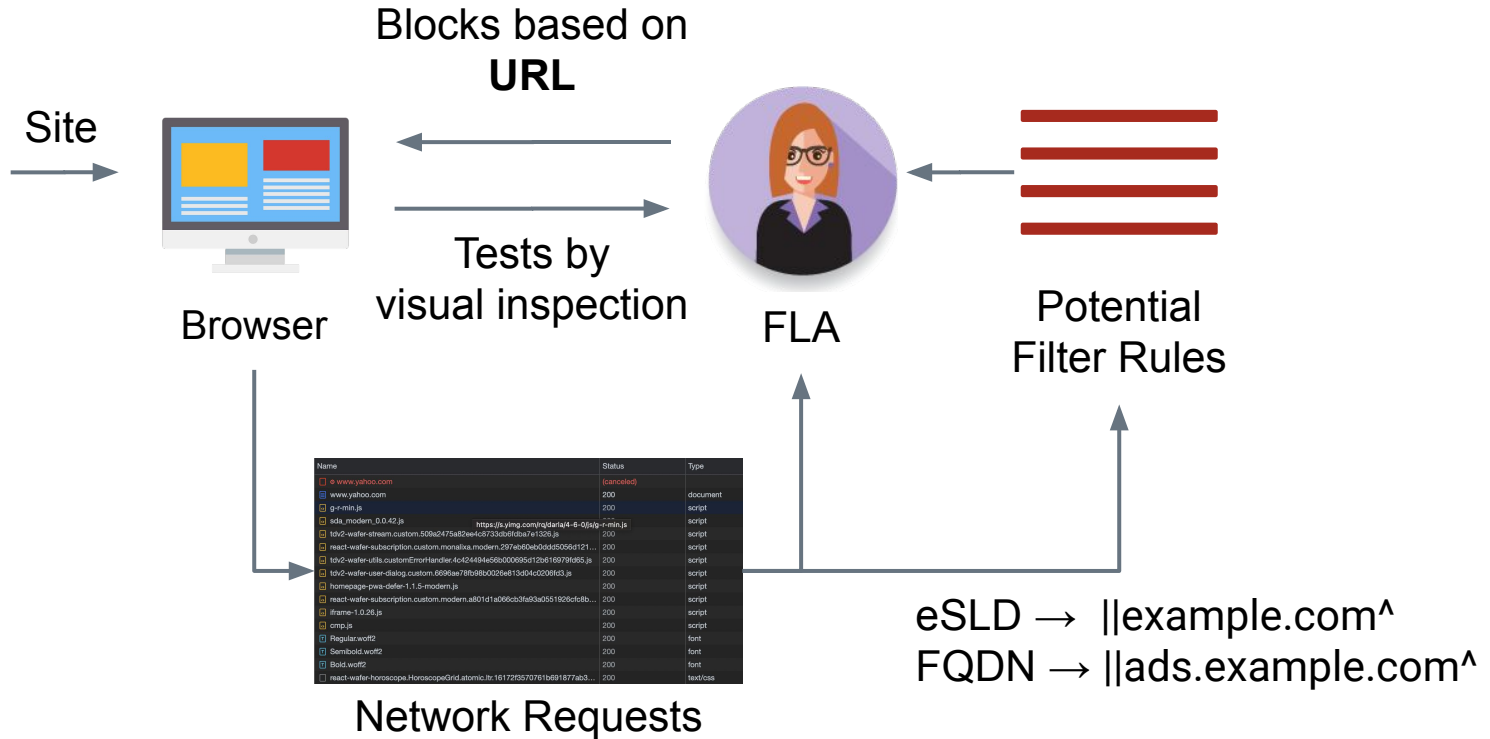 Blocks based on
URL
Site
Tests by
visual inspection
Browser
FLA
Potential
Filter Rules
Name Status Type
www.yahoo.com (canceled)
www.yahoo.com 200 document
g-r-min.js 200 script
https://s.yimg.com/rq/darla/4-6-0/js/g-r-min.js
sda_modern_0.0.42.js 200 script
tdv2-wafer-stream.custom.509a2475a82ee4c8733db6fdba7e1326.js 200 script
react-wafer-subscription.custom.monalixa.modern.297eb60eb0ddd5056d121... 200 script
tdv2-wafer-utils.customErrorHandler.4c424494e56b000695d12b616979fd65.js 200 script
tdv2-wafer-user-dialog.custom.6696ae78fb98b0026e813d04c0206fd3.js 200 script
homepage-pwa-defer-1.1.5-modern.js 200 script
react-wafer-subscription.custom.modern.a801d1a066cb3fa93a0551926cfc8b... 200 script
iframe-1.0.26.js 200 script
cmp.js 200 script
Regular.woff2 200 font
Semibold.woff2 200 font
Bold.woff2 200 font
react-wafer-horoscope.HoroscopeGrid.atomic.ltr.16172f3570761b691877ab3... 200 text/css
Network Requests
eSLD → ||example.com^
FQDN → ||ads.example.com^